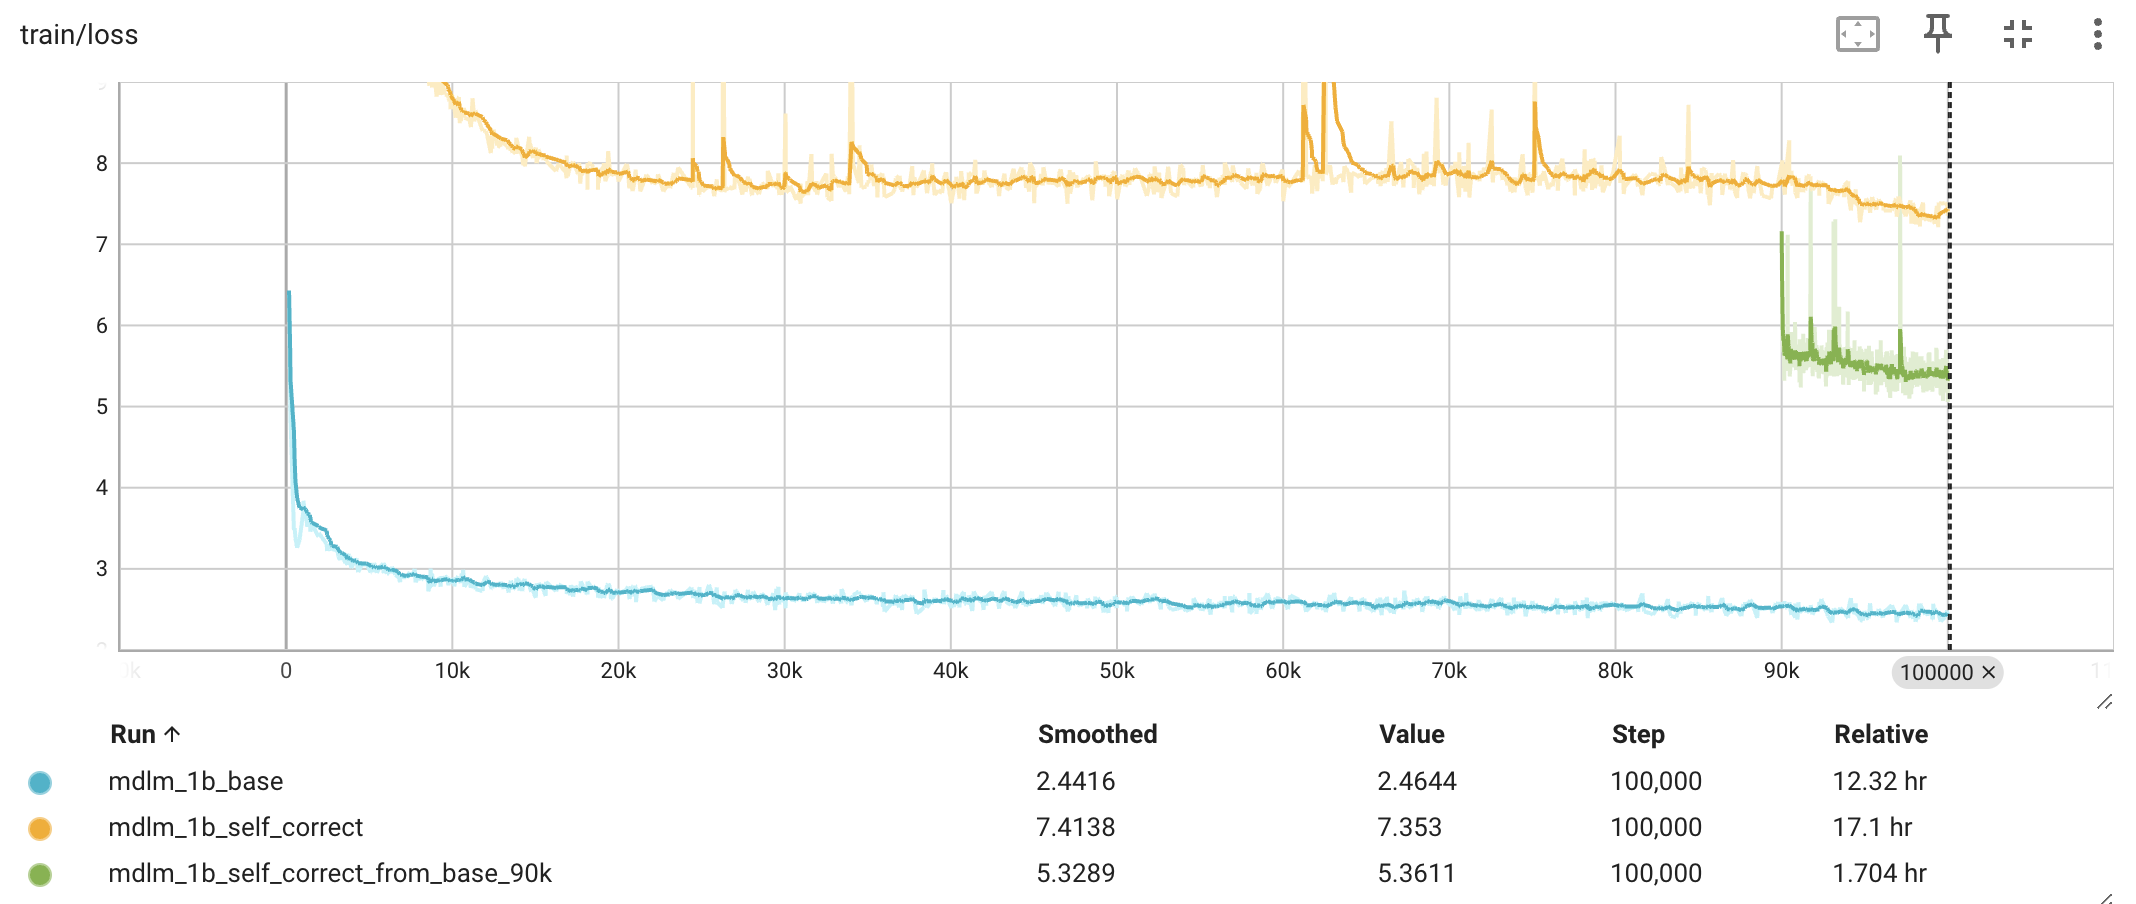 train/loss
8
7
6
5
4
3
0 10k 20k 30k 40k 50k 60k 70k 80k 90k 100000 ×
Run ↑ Smoothed Value Step Relative
mdlm_1b_base 2.4416 2.4644 100,000 12.32 hr
mdlm_1b_self_correct 7.4138 7.353 100,000 17.1 hr
mdlm_1b_self_correct_from_base_90k 5.3289 5.3611 100,000 1.704 hr